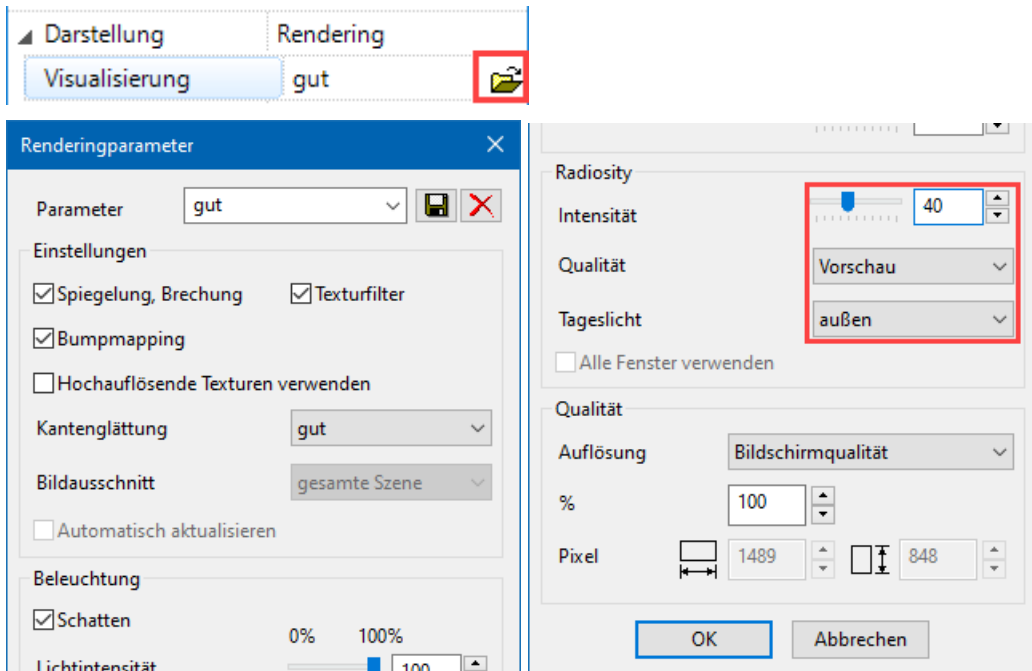 Darstellung Rendering
Visualisierung gut
Renderingparameter
Parameter gut
Einstellungen
Spiegelung, Brechung Texturfilter
Bumpmapping
Hochauflösende Texturen verwenden
Kantenglättung gut
Bildausschnitt gesamte Szene
Automatisch aktualisieren
Beleuchtung
Schatten
0% 100%
Lichtintensität 100
Radiosity
Intensität 40
Qualität Vorschau
Tageslicht außen
Alle Fenster verwenden
Qualität
Auflösung Bildschirmqualität
% 100
Pixel 1489 848
OK Abbrechen